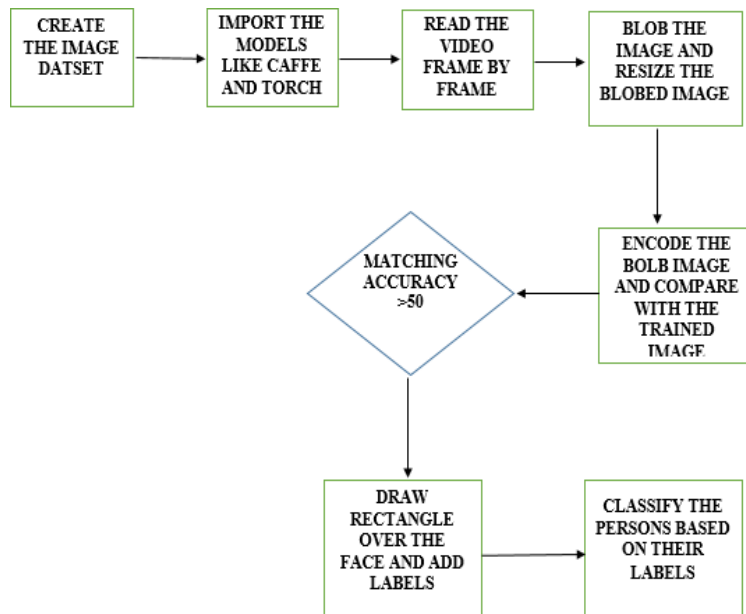 CREATE
THE IMAGE
DATSET
IMPORT THE
MODELS
LIKE CAFFE
AND TORCH
READ THE
VIDEO
FRAME BY
FRAME
BLOB THE
IMAGE AND
RESIZE THE
BLOBED IMAGE
ENCODE THE
BOLB IMAGE
AND COMPARE
WITH THE
TRAINED
IMAGE
MATCHING
ACCURACY
>50
DRAW
RECTANGLE
OVER THE
FACE AND ADD
LABELS
CLASSIFY THE
PERSONS BASED
ON THEIR
LABELS